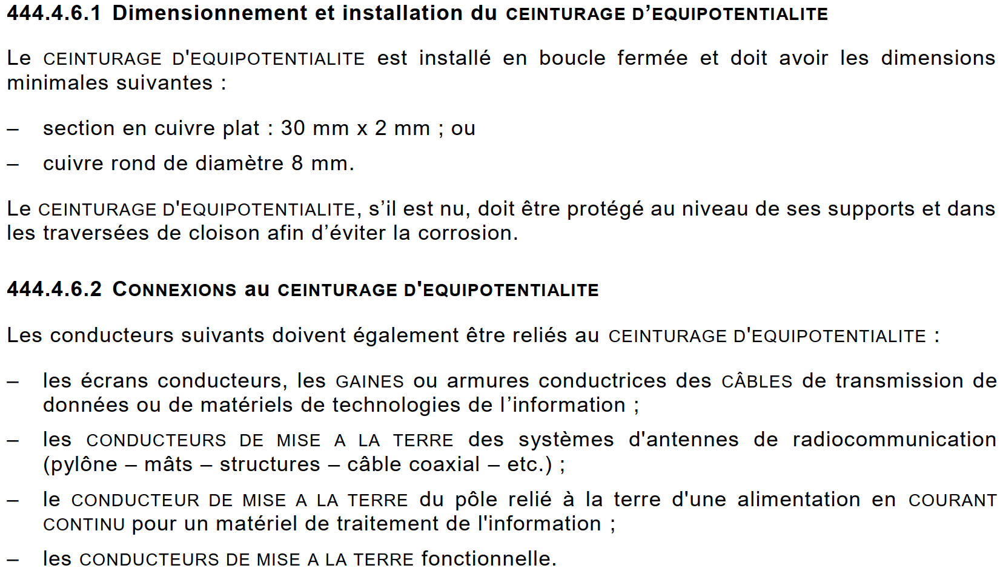 444.4.6.1 Dimensionnement et installation du CEINTURAGE D’EQUIPOTENTIALITE
Le CEINTURAGE D'EQUIPOTENTIALITE est installé en boucle fermée et doit avoir les dimensions
minimales suivantes :
– section en cuivre plat : 30 mm x 2 mm ; ou
– cuivre rond de diamètre 8 mm.
Le CEINTURAGE D'EQUIPOTENTIALITE, s’il est nu, doit être protégé au niveau de ses supports et dans
les traversées de cloison afin d’éviter la corrosion.
444.4.6.2 CONNEXIONS au CEINTURAGE D'EQUIPOTENTIALITE
Les conducteurs suivants doivent également être reliés au CEINTURAGE D'EQUIPOTENTIALITE :
– les écrans conducteurs, les GAINES ou armures conductrices des CÂBLES de transmission de
données ou de matériels de technologies de l’information ;
– les CONDUCTEURS DE MISE A LA TERRE des systèmes d'antennes de radiocommunication
(pylône – mâts – structures – câble coaxial – etc.) ;
– le CONDUCTEUR DE MISE A LA TERRE du pôle relié à la terre d'une alimentation en COURANT
CONTINU pour un matériel de traitement de l'information ;
– les CONDUCTEURS DE MISE A LA TERRE fonctionnelle.